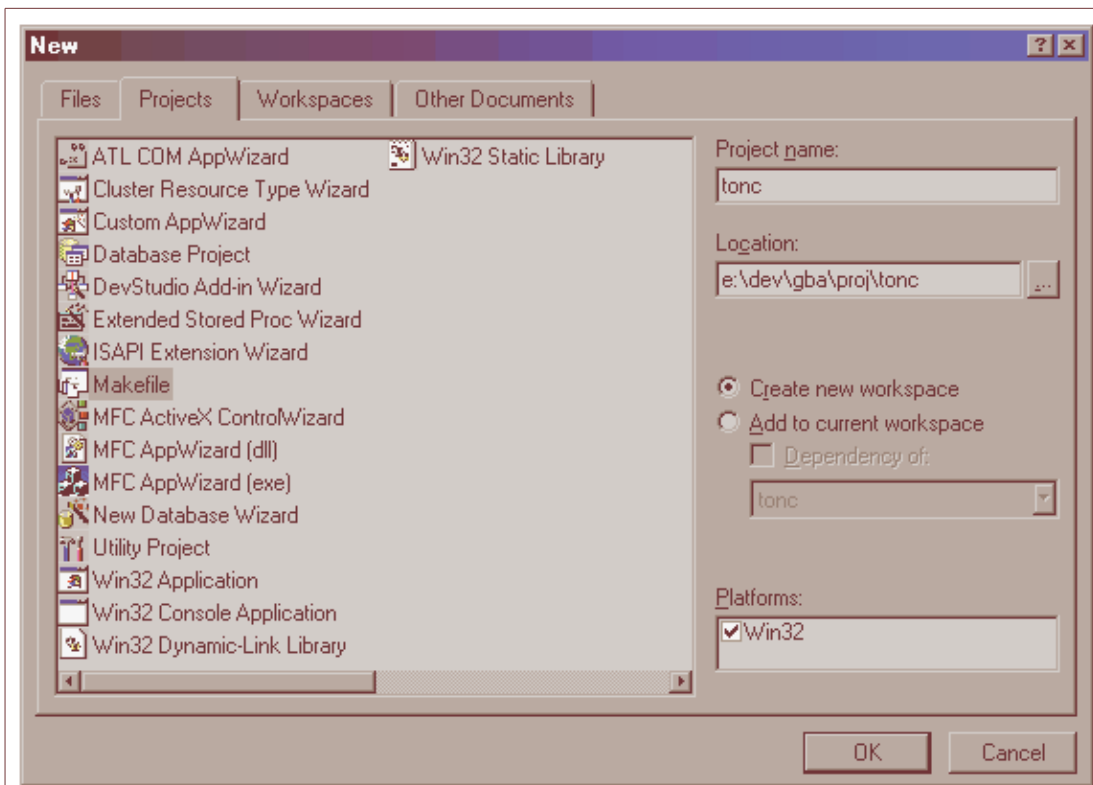 New
Files
Projects
Workspaces
Other Documents
ATL COM AppWizard
Cluster Resource Type Wizard
Custom AppWizard
Database Project
DevStudio Add-in Wizard
Extended Stored Proc Wizard
ISAPI Extension Wizard
Makefile
MFC ActiveX ControlWizard
MFC AppWizard (dll)
MFC AppWizard (exe)
New Database Wizard
Utility Project
Win32 Application
Win32 Console Application
Win32 Dynamic-Link Library
Win32 Static Library
Project name:
tonc
Location:
e:\dev\gba\proj\tonc
...
Create new workspace
Add to current workspace
Dependency of:
tonc
Platforms:
Win32
OK
Cancel